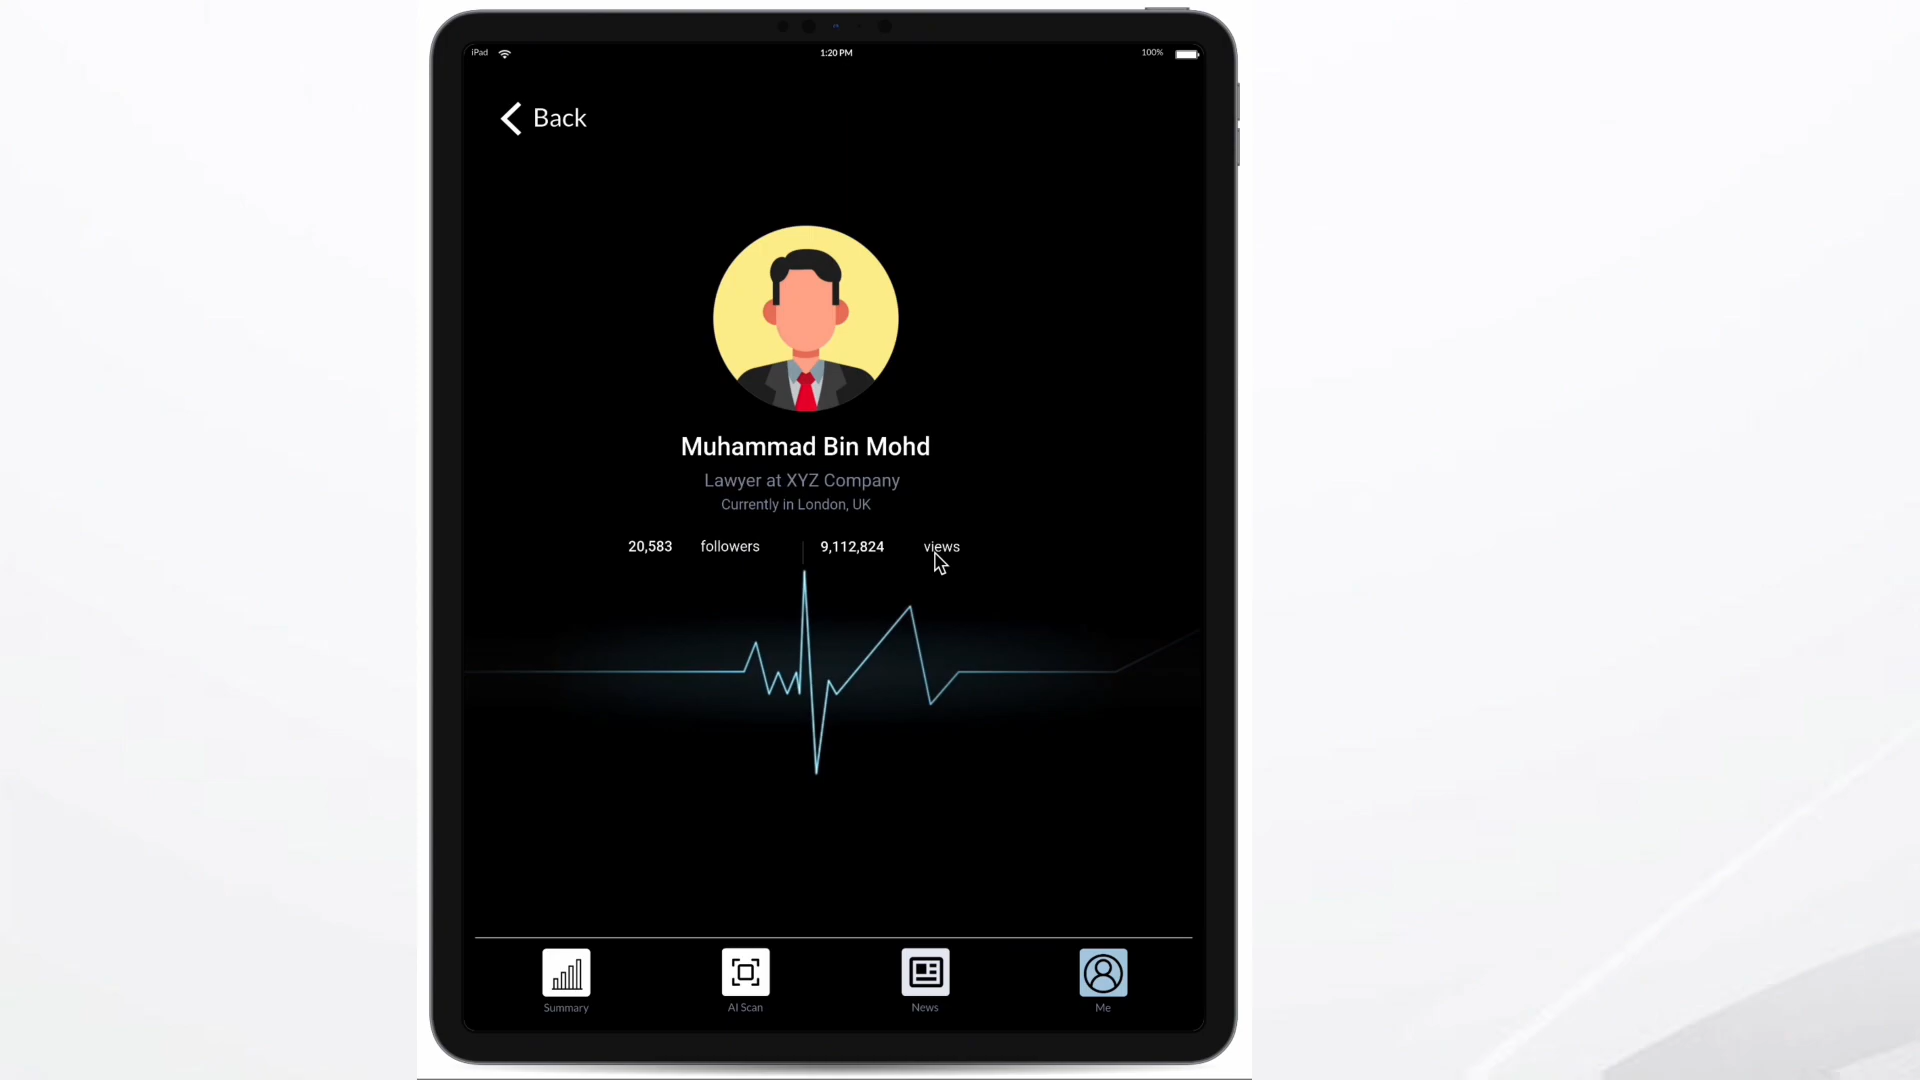 iPad 1:20 PM 100%
Back
Muhammad Bin Mohd
Lawyer at XYZ Company
Currently in London, UK
20,583 followers 9,112,824 views
Summary AI Scan News Me